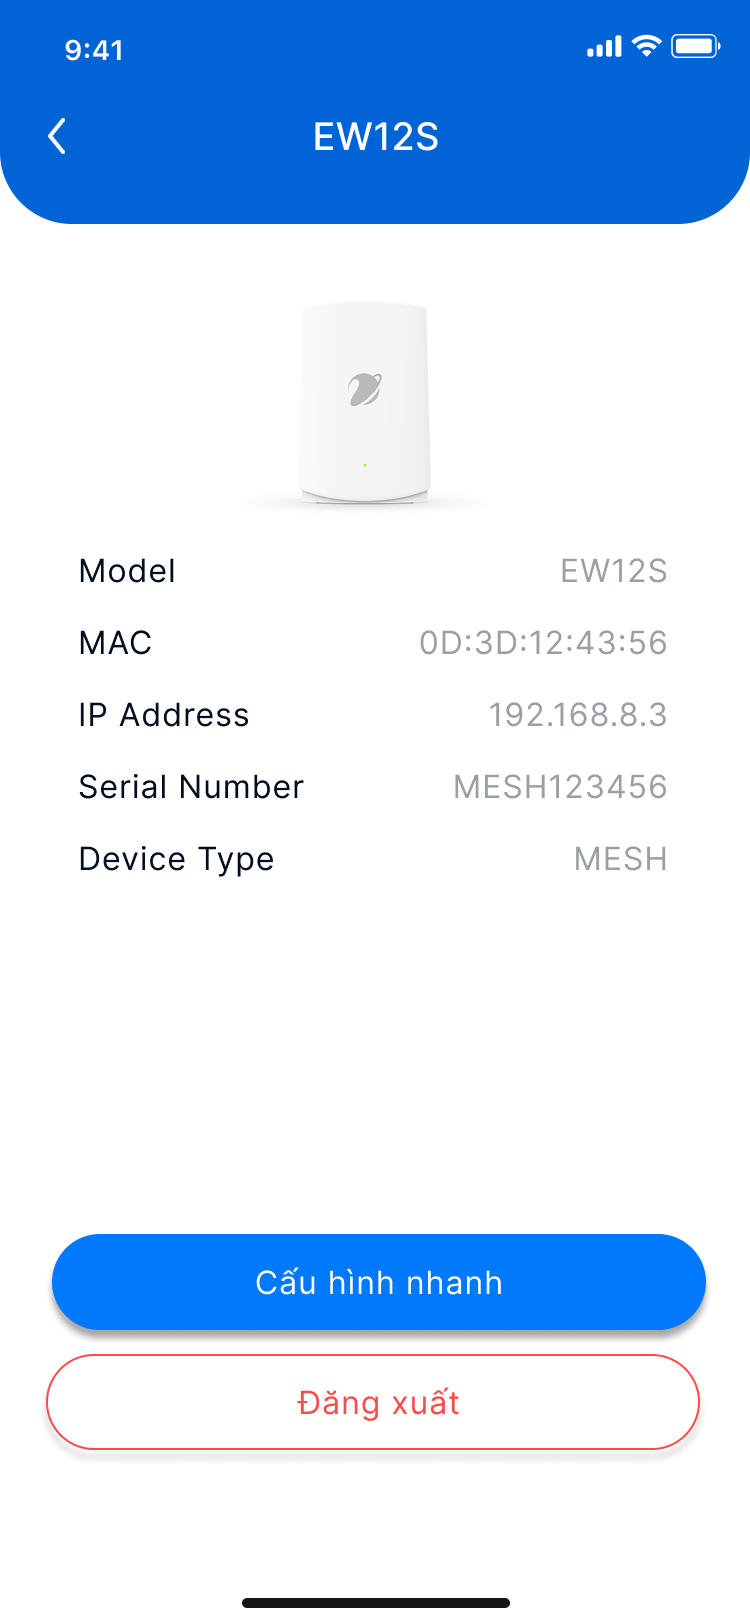 9:41
EW12S
Model EW12S
MAC 0D:3D:12:43:56
IP Address 192.168.8.3
Serial Number MESH123456
Device Type MESH
Cấu hình nhanh
Đăng xuất